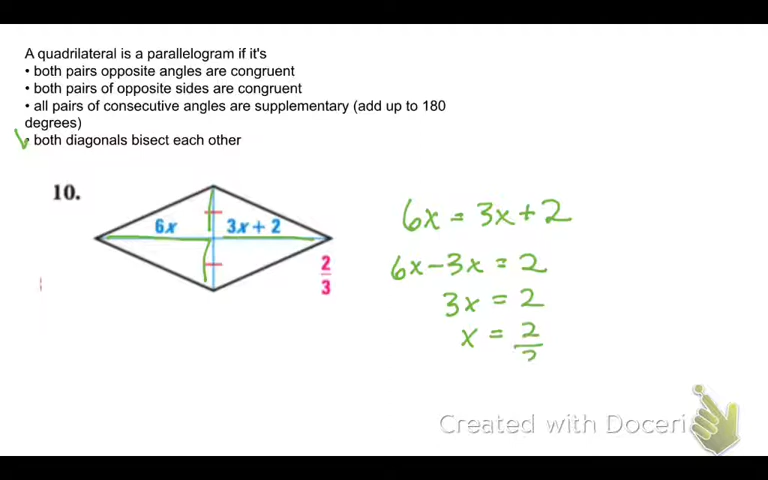 A quadrilateral is a parallelogram if it's
• both pairs opposite angles are congruent
• both pairs of opposite sides are congruent
• all pairs of consecutive angles are supplementary (add up to 180
degrees)
• both diagonals bisect each other
10.
6x
3x + 2
2
3
6x = 3x + 2
6x - 3x = 2
3x = 2
x = 2
Created with Doceri